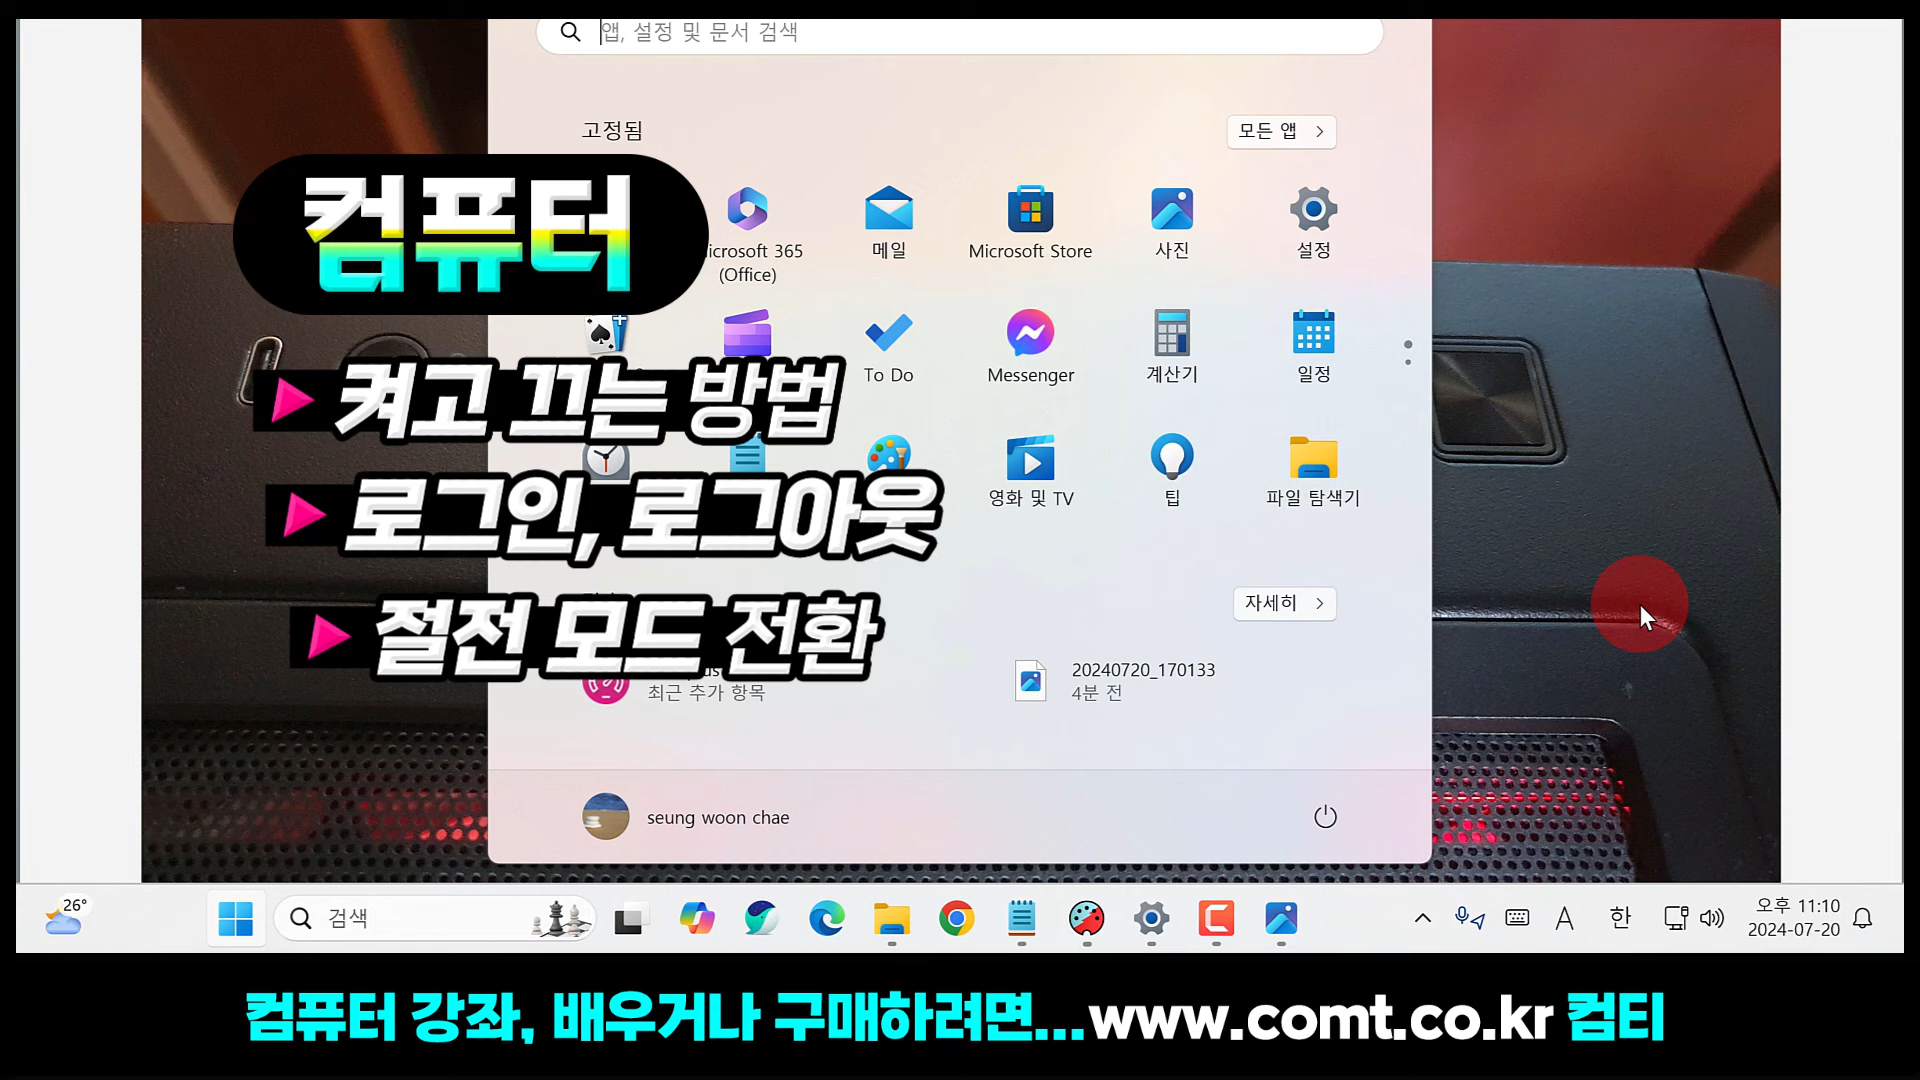 앱, 설정 및 문서 검색
고정됨
모든 앱
컴퓨터
icrosoft 365
(Office)
메일
Microsoft Store
사진
설정
To Do
Messenger
계산기
일정
▶ 켜고 끄는 방법
영화 및 TV
팁
파일 탐색기
▶ 로그인, 로그아웃
자세히
▶ 절전 모드 전환
최근 추가 항목
20240720_170133
4분 전
seung woon chae
26°
검색
A
한
오후 11:10
2024-07-20
컴퓨터 강좌, 배우거나 구매하려면...www.comt.co.kr 컴티